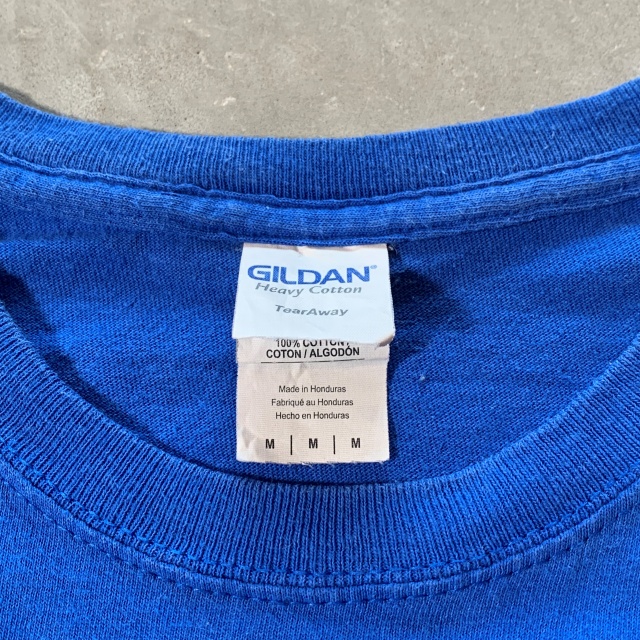 GILDAN®
Heavy Cotton
TearAway
100% COTTON /
COTON / ALGODÓN
Made in Honduras
Fabriqué au Honduras
Hecho en Honduras
M | M | M